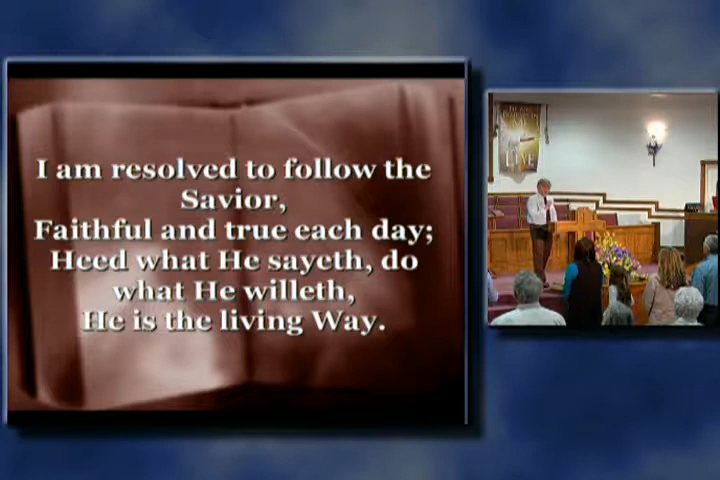 I am resolved to follow the
Savior,
Faithful and true each day;
Heed what He sayeth, do
what He willeth,
He is the living Way.
LIVE